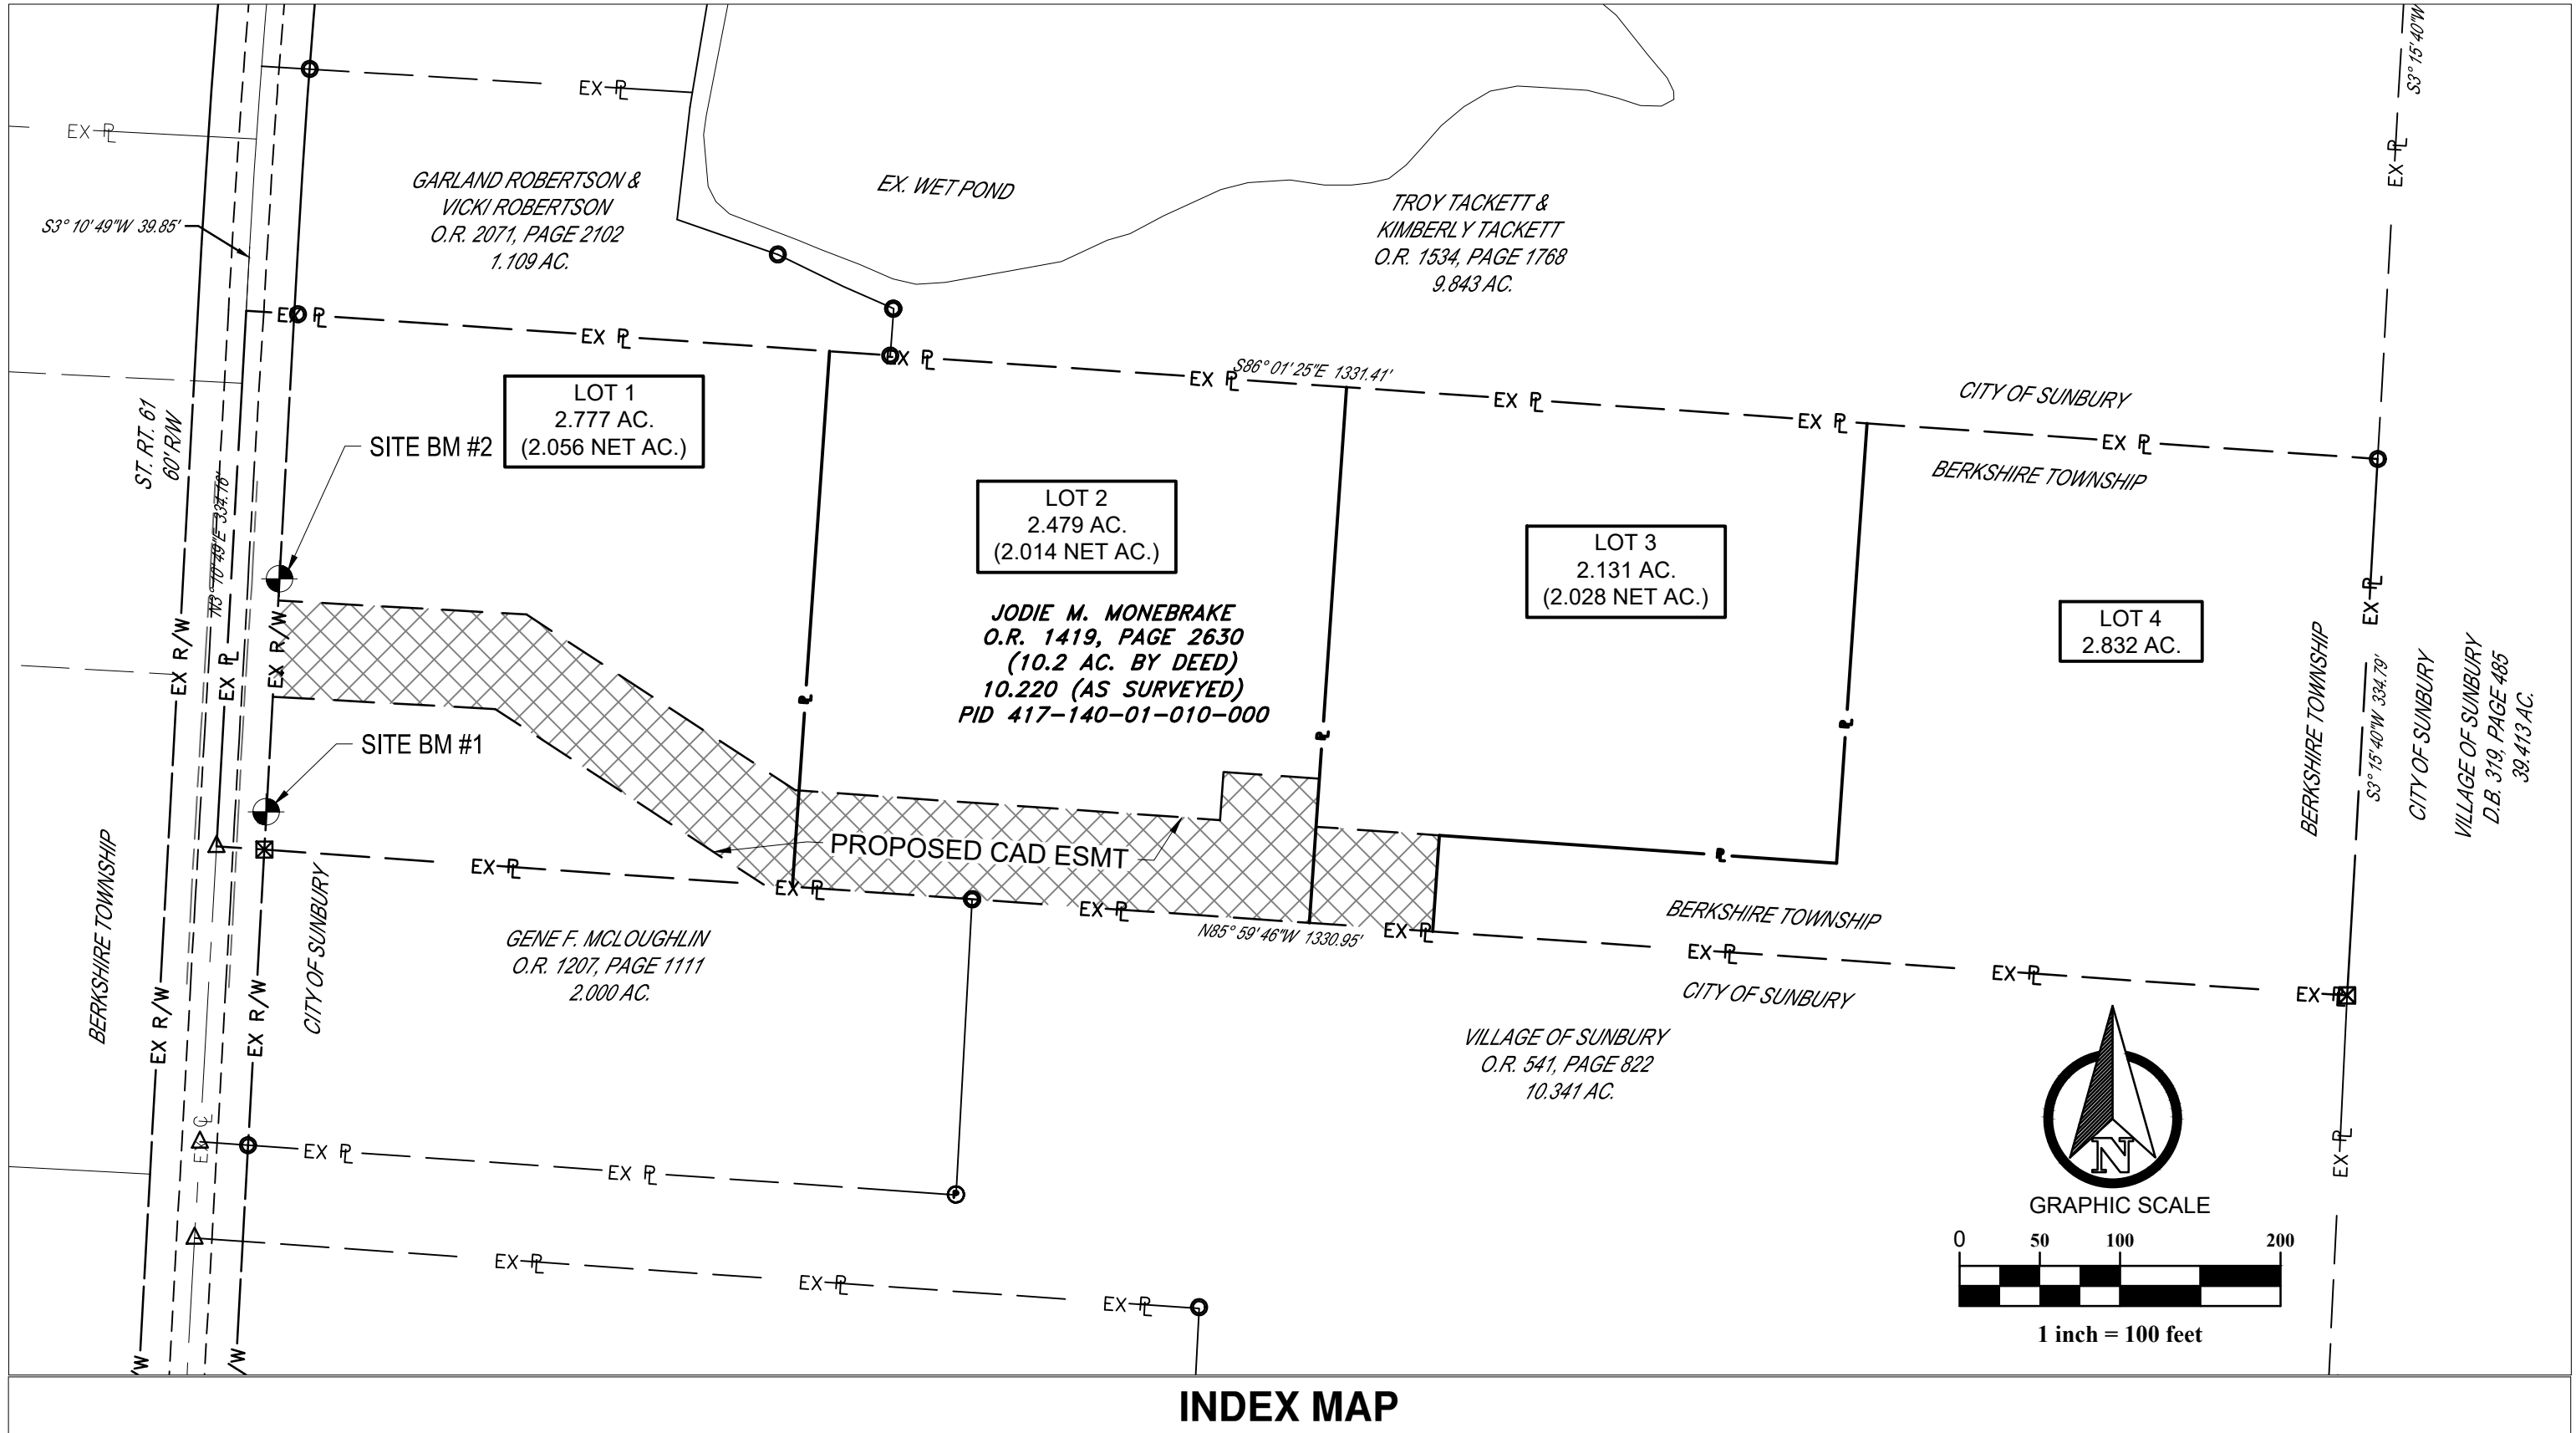 S3° 15'40"W
EX PL
EX PL
EX PL
GARLAND ROBERTSON &
VICKI ROBERTSON
O.R. 2071, PAGE 2102
1.109 AC.
S3° 10'49"W 39.85'
EX. WET POND
TROY TACKETT &
KIMBERLY TACKETT
O.R. 1534, PAGE 1768
9.843 AC.
EX PL
EX PL
EX PL
EX PL
S86° 01'25"E 1331.41'
EX PL
EX PL
EX PL
CITY OF SUNBURY
BERKSHIRE TOWNSHIP
ST. RT. 61
60' R/W
N3° 10'49"E 334.76'
SITE BM #2
LOT 1
2.777 AC.
(2.056 NET AC.)
LOT 2
2.479 AC.
(2.014 NET AC.)
LOT 3
2.131 AC.
(2.028 NET AC.)
LOT 4
2.832 AC.
JODIE M. MONEBRAKE
O.R. 1419, PAGE 2630
(10.2 AC. BY DEED)
10.220 (AS SURVEYED)
PID 417-140-01-010-000
EX R/W
EX PL
EX R/W
PL
PL
PL
PL
EX PL
BERKSHIRE TOWNSHIP
S3° 15'40"W 334.79'
CITY OF SUNBURY
VILLAGE OF SUNBURY
D.B. 319, PAGE 485
39.413 AC.
SITE BM #1
PROPOSED CAD ESMT
BERKSHIRE TOWNSHIP
CITY OF SUNBURY
EX PL
EX PL
EX PL
N85° 59'46"W 1330.95'
EX PL
EX PL
EX PL
EX PL
BERKSHIRE TOWNSHIP
CITY OF SUNBURY
GENE F. MCLOUGHLIN
O.R. 1207, PAGE 1111
2.000 AC.
VILLAGE OF SUNBURY
O.R. 541, PAGE 822
10.341 AC.
EX R/W
EX R/W
EX CL
EX PL
EX PL
EX PL
EX PL
EX PL
EX PL
/W
/W
N
GRAPHIC SCALE
0 50 100 200
1 inch = 100 feet
INDEX MAP